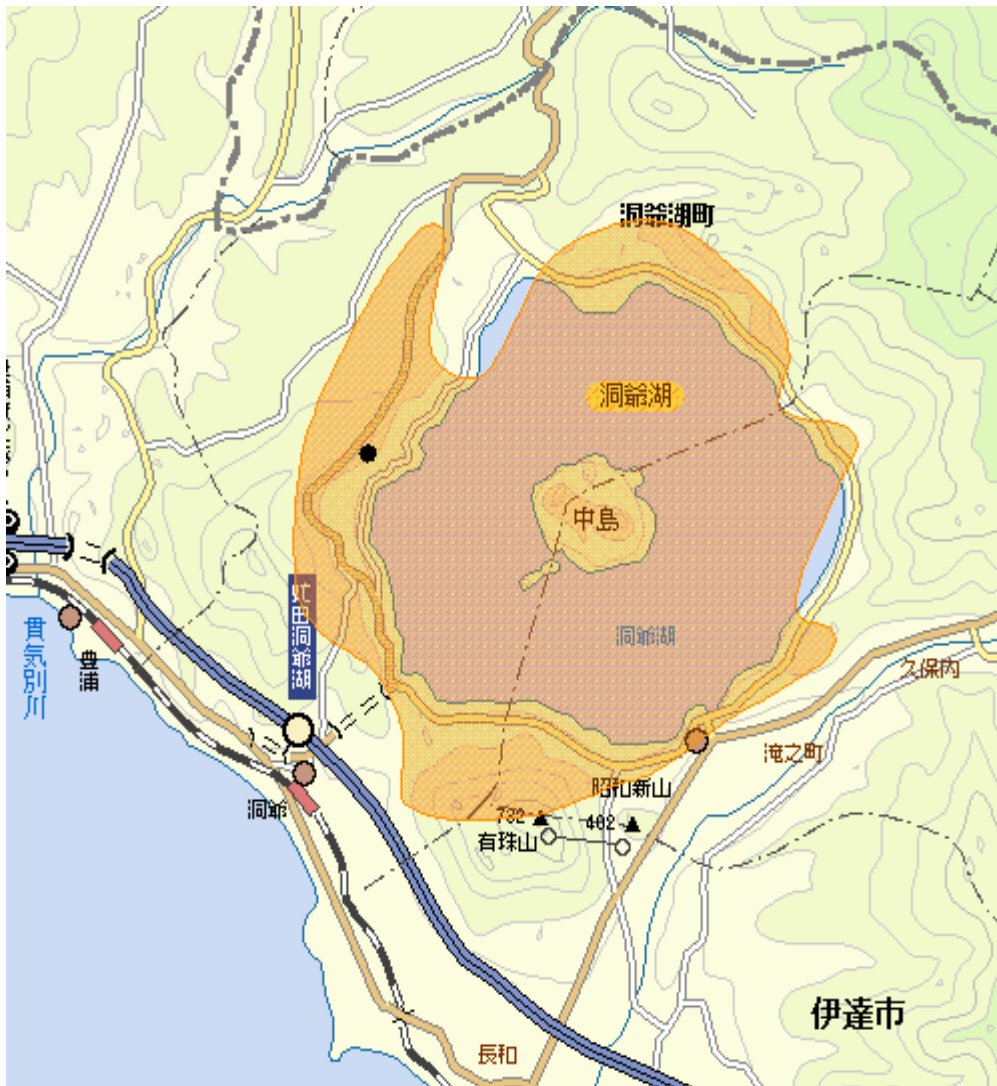 洞爺湖町
洞爺湖
中島
洞爺湖
虻田洞爺湖
貫気別川
豊浦
久保内
滝之町
昭和新山
洞爺
732
402
有珠山
伊達市
長和